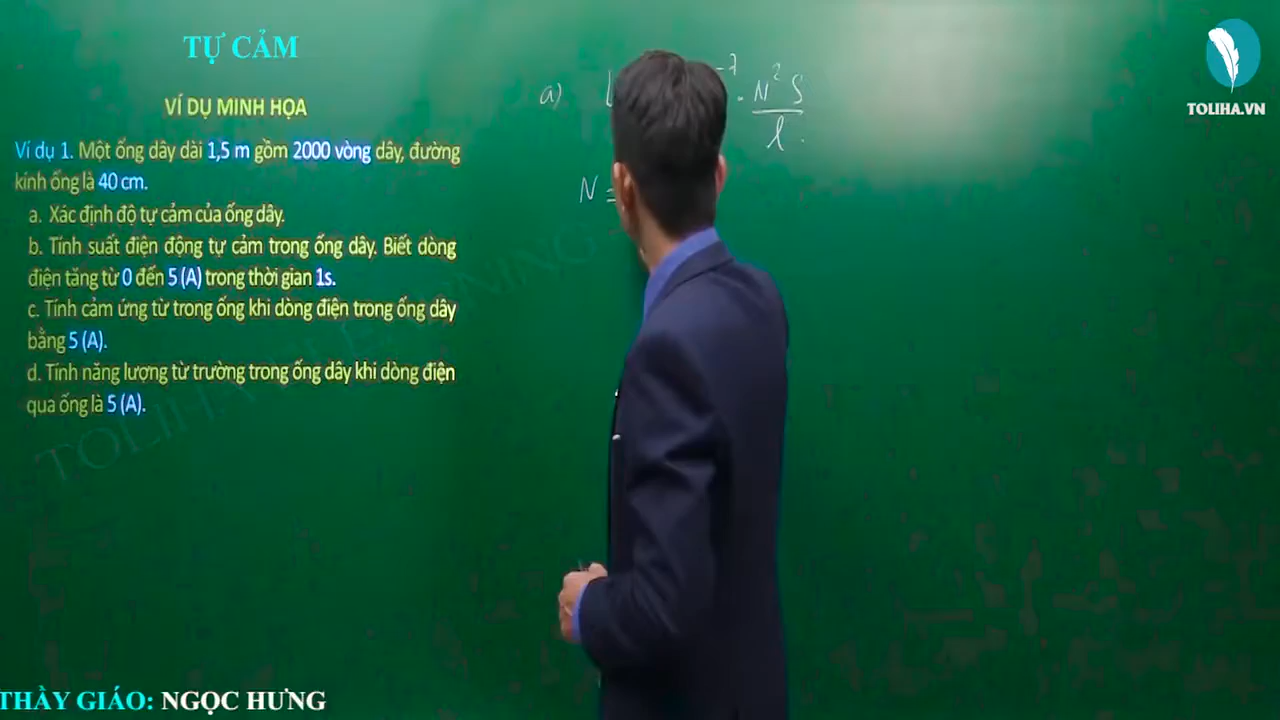 TỰ CẢM
VÍ DỤ MINH HỌA
Ví dụ 1. Một ống dây dài 1,5 m gồm 2000 vòng dây, đường
kính ống là 40 cm.
a. Xác định độ tự cảm của ống dây.
b. Tính suất điện động tự cảm trong ống dây. Biết dòng
điện tăng từ 0 đến 5 (A) trong thời gian 1s.
c. Tính cảm ứng từ trong ống khi dòng điện trong ống dây
bằng 5 (A).
d. Tính năng lượng từ trường trong ống dây khi dòng điện
qua ống là 5 (A).
a) L -7 . N² S
l
N =
TOLIHA.VN
THẦY GIÁO: NGỌC HƯNG